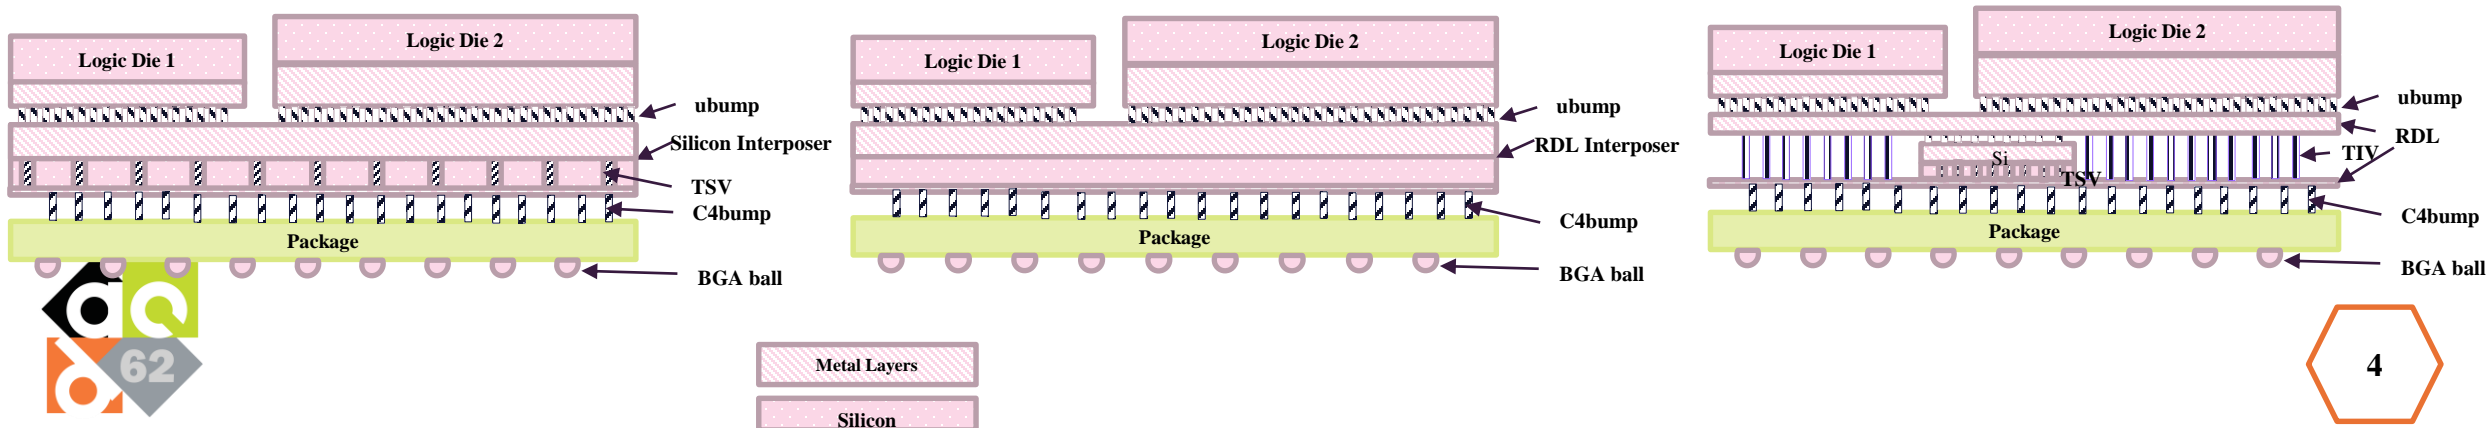 Logic Die 1
Logic Die 2
ubump
Silicon Interposer
TSV
C4bump
Package
BGA ball
Logic Die 1
Logic Die 2
ubump
RDL Interposer
C4bump
Package
BGA ball
Logic Die 1
Logic Die 2
ubump
RDL
TIV
Si
TSV
C4bump
Package
BGA ball
62
Metal Layers
Silicon
4